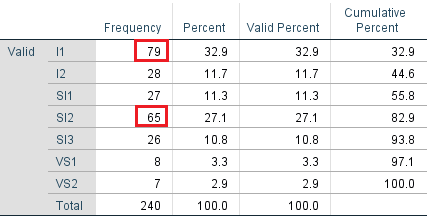 Frequency Percent Valid Percent Cumulative Percent
Valid I1 79 32.9 32.9 32.9
I2 28 11.7 11.7 44.6
SI1 27 11.3 11.3 55.8
SI2 65 27.1 27.1 82.9
SI3 26 10.8 10.8 93.8
VS1 8 3.3 3.3 97.1
VS2 7 2.9 2.9 100.0
Total 240 100.0 100.0